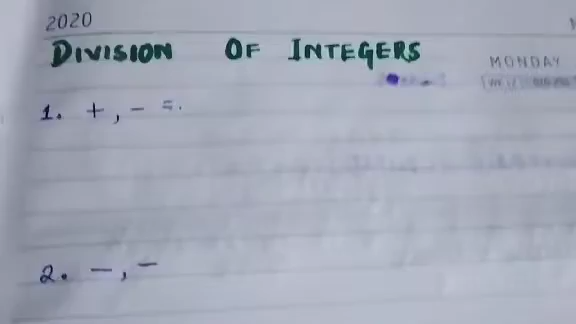 2020
DIVISION OF INTEGERS
MONDAY
1. +, - =.
2. -, -